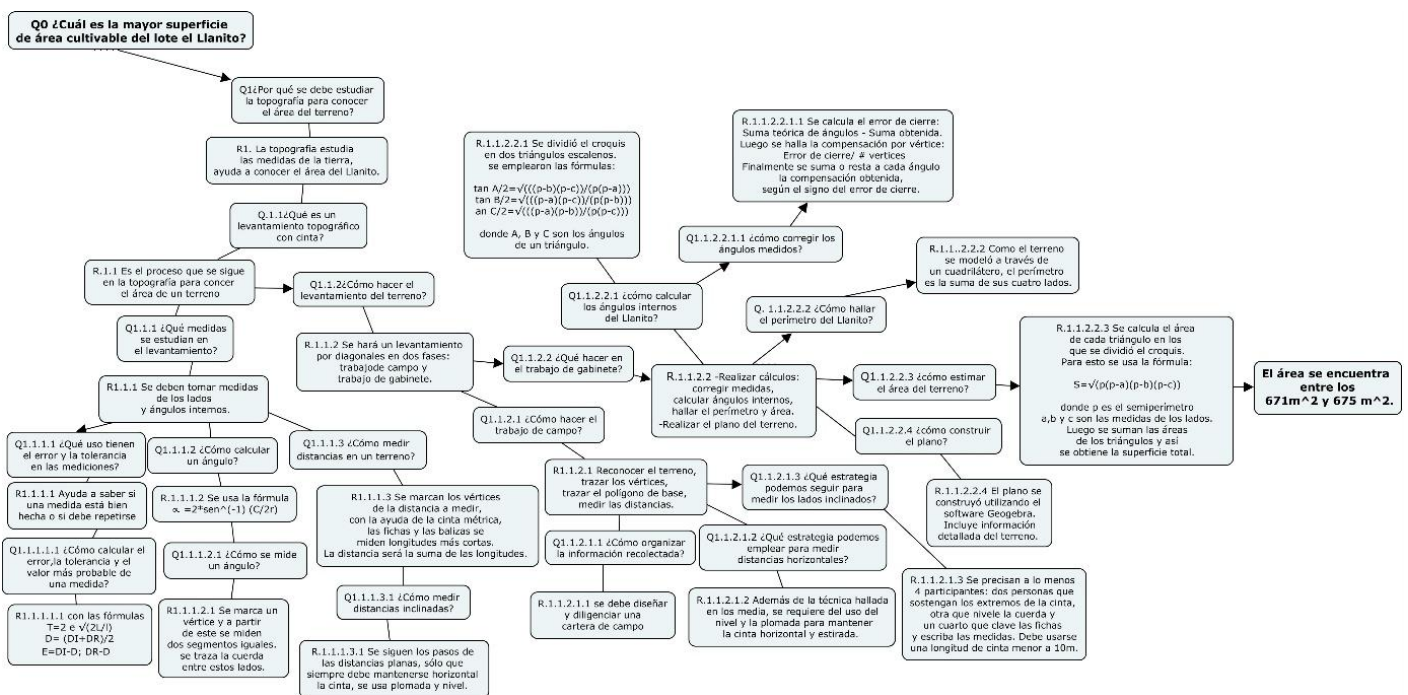 Q0 ¿Cuál es la mayor superficie
de área cultivable del lote el Llanito?
Q1¿Por qué se debe estudiar
la topografía para conocer
el área del terreno?
R1. La topografia estudia
las medidas de la tierra,
ayuda a conocer el área del Llanito.
Q.1.1¿Qué es un
levantamiento topográfico
con cinta?
R.1.1 Es el proceso que se sigue
en la topografía para concer
el área de un terreno
Q1.1.1 ¿Qué medidas
se estudian en
el levantamiento?
R1.1.1 Se deben tomar medidas
de los lados
y ángulos internos.
Q1.1.1.1 ¿Qué uso tienen
el error y la tolerancia
en las mediciones?
R1.1.1.1 Ayuda a saber si
una medida está bien
hecha o si debe repetirse
Q1.1.1.1.1 ¿Cómo calcular el
error,la tolerancia y el
valor más probable de
una medida?
R1.1.1.1.1 con las fórmulas
T=2 e √(2L/l)
D= (DI+DR)/2
E=DI-D; DR-D
Q1.1.1.2 ¿Cómo calcular
un ángulo?
R.1.1.1.2 Se usa la fórmula
∝ =2*sen^(-1) (C/2r)
Q1.1.1.2.1 ¿Cómo se mide
un ángulo?
R1.1.1.2.1 Se marca un
vértice y a partir
de este se miden
dos segmentos iguales.
se traza la cuerda
entre estos lados.
Q1.1.1.3 ¿Cómo medir
distancias en un terreno?
R1.1.1.3 Se marcan los vértices
de la distancia a medir,
con la ayuda de la cinta métrica,
las fichas y las balizas se
miden longitudes más cortas.
La distancia será la suma de las longitudes.
Q1.1.1.3.1 ¿Cómo medir
distancias inclinadas?
R.1.1.1.3.1 Se siguen los pasos de
las distancias planas, sólo que
siempre debe mantenerse horizontal
la cinta, se usa plomada y nivel.
Q1.1.2¿Cómo hacer el
levantamiento del terreno?
R.1.1.2 Se hará un levantamiento
por diagonales en dos fases:
trabajode campo y
trabajo de gabinete.
Q1.1.2.1 ¿Cómo hacer el
trabajo de campo?
R1.1.2.1 Reconocer el terreno,
trazar los vértices,
trazar el polígono de base,
medir las distancias.
Q1.1.2.1.1 ¿Cómo organizar
la información recolectada?
R.1.1.2.1.1 se debe diseñar
y diligenciar una
cartera de campo
Q1.1.2.1.2 ¿Qué estrategia podemos
emplear para medir
distancias horizontales?
R1.1.2.1.2 Además de la técnica hallada
en los media, se requiere del uso del
nivel y la plomada para mantener
la cinta horizontal y estirada.
Q1.1.2.1.3 ¿Qué estrategia
podemos seguir para
medir los lados inclinados?
R.1.1.2.1.3 Se precisan a lo menos
4 participantes: dos personas que
sostengan los extremos de la cinta,
otra que nivele la cuerda y
un cuarto que clave las fichas
y escriba las medidas. Debe usarse
una longitud de cinta menor a 10m.
Q1.1.2.2 ¿Qué hacer en
el trabajo de gabinete?
R.1.1.2.2 -Realizar cálculos:
corregir medidas,
calcular ángulos internos,
hallar el perímetro y área.
-Realizar el plano del terreno.
Q1.1.2.2.1 ¿cómo calcular
los ángulos internos
del Llanito?
R.1.1.2.2.1 Se dividió el croquis
en dos triángulos escalenos.
se emplearon las fórmulas:
tan A/2=√(((p-b)(p-c))/(p(p-a)))
tan B/2=√(((p-a)(p-c))/(p(p-b)))
an C/2=√(((p-a)(p-b))/(p(p-c)))
donde A, B y C son los ángulos
de un triángulo.
Q1.1.2.2.1.1 ¿cómo corregir los
ángulos medidos?
R.1.1.2.2.1.1 Se calcula el error de cierre:
Suma teórica de ángulos - Suma obtenida.
Luego se halla la compensación por vértice:
Error de cierre/ # vertices
Finalmente se suma o resta a cada ángulo
la compensación obtenida,
según el signo del error de cierre.
Q. 1.1.2.2.2 ¿Cómo hallar
el perímetro del Llanito?
R.1.1..2.2.2 Como el terreno
se modeló a través de
un cuadrilátero, el perímetro
es la suma de sus cuatro lados.
Q1.1.2.2.3 ¿cómo estimar
el área del terreno?
R.1.1.2.2.3 Se calcula el área
de cada triángulo en los
que se dividió el croquis.
Para esto se usa la fórmula:
S=√(p(p-a)(p-b)(p-c))
donde p es el semiperímetro
a,b y c son las medidas de los lados.
Luego se suman las áreas
de los triángulos y así
se obtiene la superficie total.
El área se encuentra
entre los
671m^2 y 675 m^2.
Q1.1.2.2.4 ¿cómo construir
el plano?
R.1.1.2.2.4 El plano se
construyó utilizando el
software Geogebra.
Incluye información
detallada del terreno.